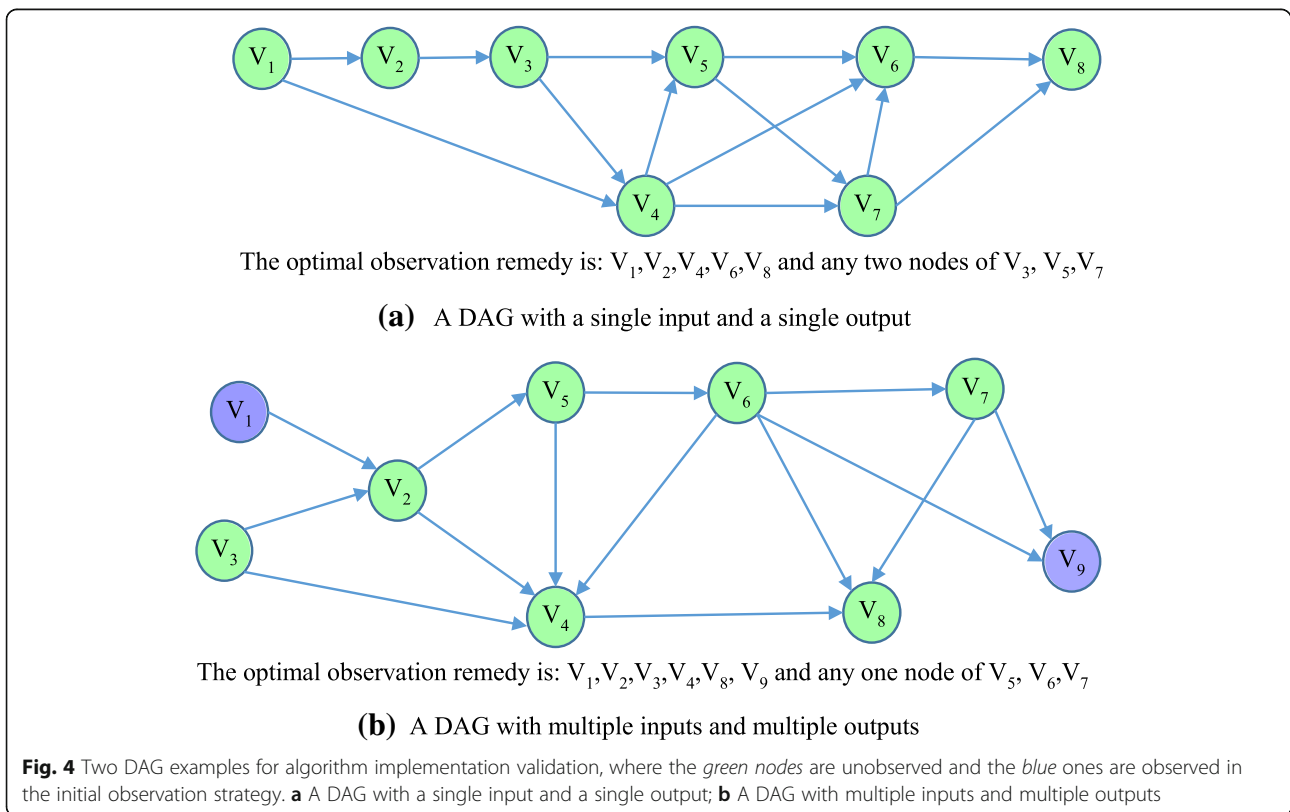 V₁ V₂ V₃ V₅ V₆ V₈
V₄ V₇
The optimal observation remedy is: V₁,V₂,V₄,V₆,V₈ and any two nodes of V₃, V₅,V₇
(a) A DAG with a single input and a single output
V₁ V₅ V₆ V₇
V₂
V₃ V₉
V₄ V₈
The optimal observation remedy is: V₁,V₂,V₃,V₄,V₈, V₉ and any one node of V₅, V₆,V₇
(b) A DAG with multiple inputs and multiple outputs
Fig. 4 Two DAG examples for algorithm implementation validation, where the green nodes are unobserved and the blue ones are observed in
the initial observation strategy. a A DAG with a single input and a single output; b A DAG with multiple inputs and multiple outputs